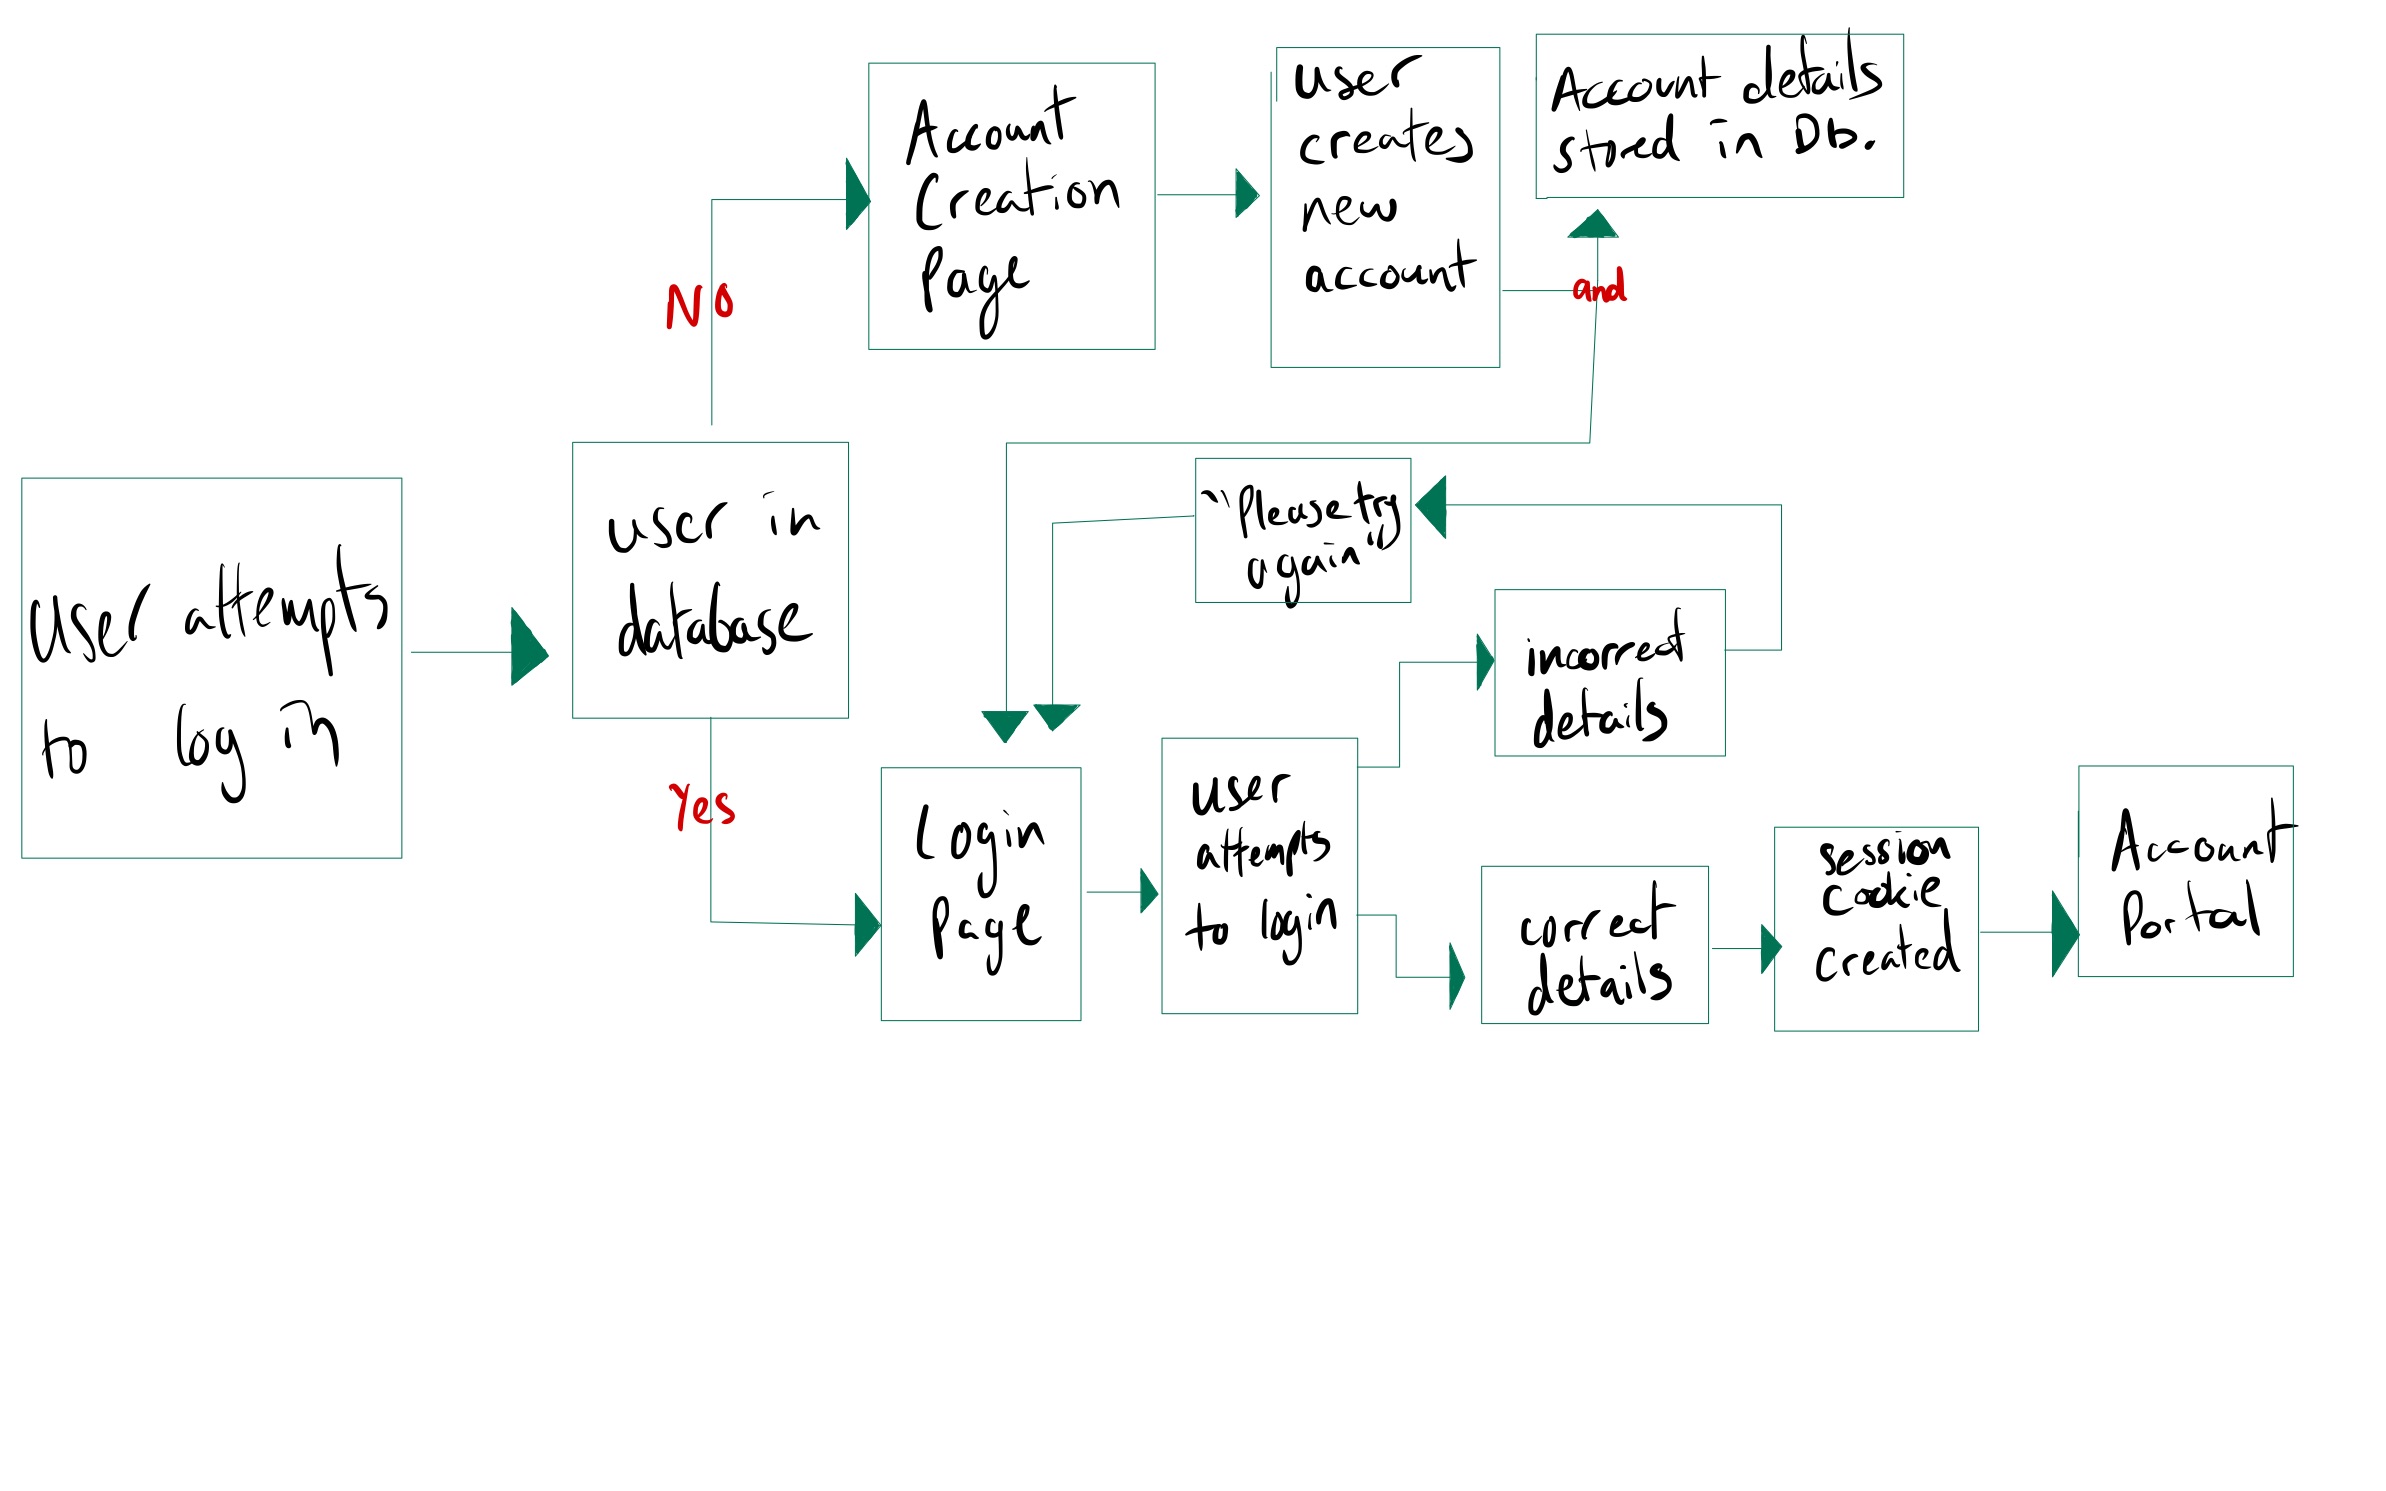 User attempts
to log in
user in
database
No
Yes
Account
Creation
Page
user
creates
new
account
and
Account details
stored in Db.
Login
Page
"Please try
again"
user
attempts
to login
incorrect
details
correct
details
session
cookie
created
Account
Portal